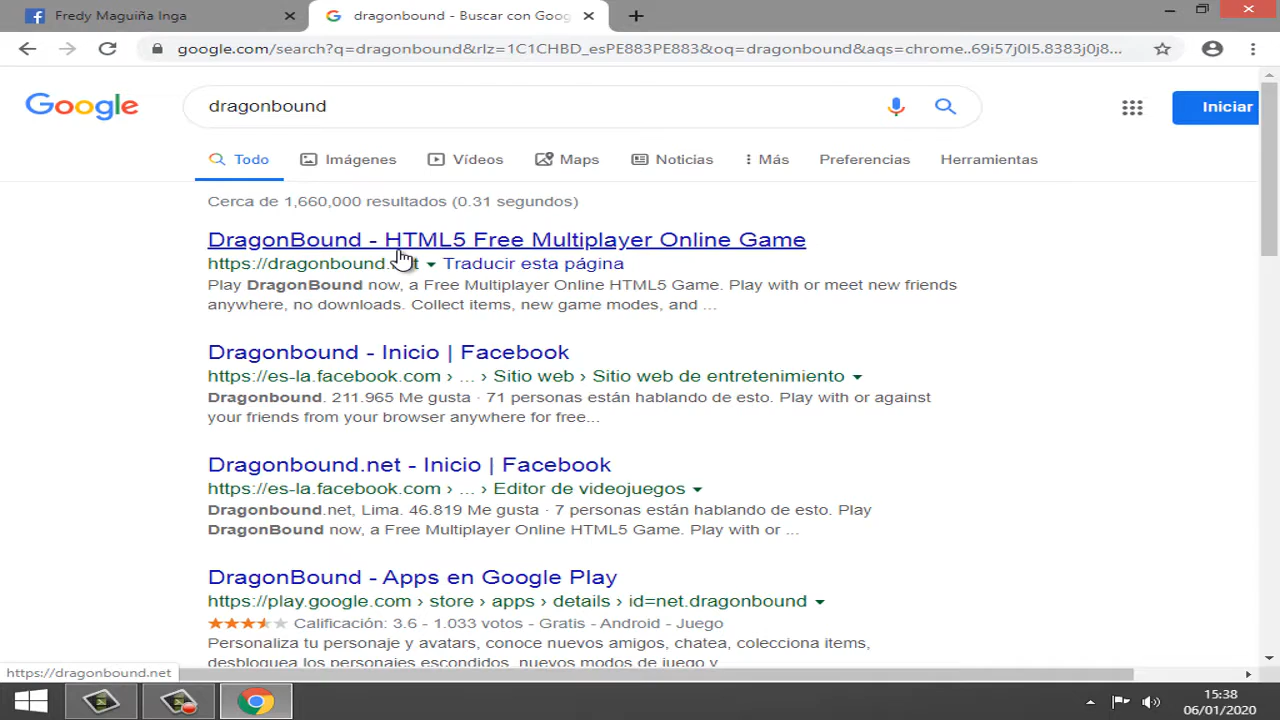 Fredy Maguiña Inga
dragonbound - Buscar con Goog
google.com/search?q=dragonbound&rlz=1C1CHBD_esPE883PE883&oq=dragonbound&aqs=chrome..69i57j0l5.8383j0j8...
Google
dragonbound
Iniciar
Todo
Imágenes
Vídeos
Maps
Noticias
Más
Preferencias
Herramientas
Cerca de 1,660,000 resultados (0.31 segundos)
DragonBound - HTML5 Free Multiplayer Online Game
https://dragonbound. Traducir esta página
Play DragonBound now, a Free Multiplayer Online HTML5 Game. Play with or meet new friends
anywhere, no downloads. Collect items, new game modes, and ...
Dragonbound - Inicio | Facebook
https://es-la.facebook.com › ... › Sitio web › Sitio web de entretenimiento
Dragonbound. 211.965 Me gusta · 71 personas están hablando de esto. Play with or against
your friends from your browser anywhere for free...
Dragonbound.net - Inicio | Facebook
https://es-la.facebook.com › ... › Editor de videojuegos
Dragonbound.net, Lima. 46.819 Me gusta · 7 personas están hablando de esto. Play
DragonBound now, a Free Multiplayer Online HTML5 Game. Play with or ...
DragonBound - Apps en Google Play
https://play.google.com › store › apps › details › id=net.dragonbound
Calificación: 3.6 - 1.033 votos - Gratis - Android - Juego
Personaliza tu personaje y avatars, conoce nuevos amigos, chatea, colecciona items,
desbloquea los personajes escondidos, nuevos modos de juego y
https://dragonbound.net
15:38
06/01/2020